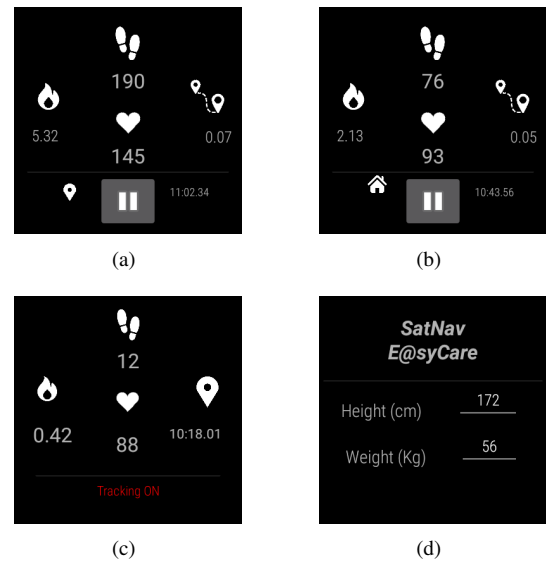 190
5.32
0.07
145
11:02.34
(a)
76
2.13
0.05
93
10:43.56
(b)
12
0.42
88
10:18.01
Tracking ON
(c)
SatNav
E@syCare
Height (cm) 172
Weight (Kg) 56
(d)